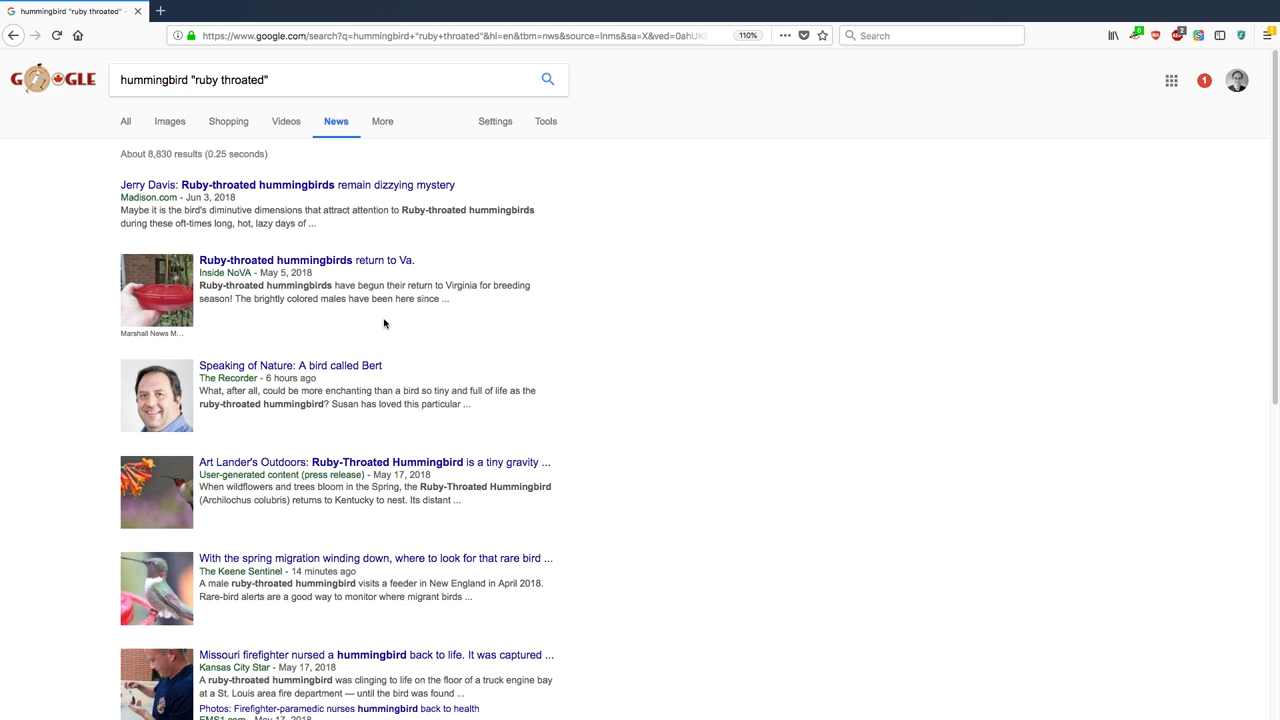 hummingbird "ruby throated" -
https://www.google.com/search?q=hummingbird+"ruby+throated"&hl=en&tbm=nws&source=lnms&sa=X&ved=0ahUK
110%
Search
GOOGLE
hummingbird "ruby throated"
1
All Images Shopping Videos News More Settings Tools
About 8,830 results (0.25 seconds)
Jerry Davis: Ruby-throated hummingbirds remain dizzying mystery
Madison.com - Jun 3, 2018
Maybe it is the bird's diminutive dimensions that attract attention to Ruby-throated hummingbirds
during these oft-times long, hot, lazy days of ...
Ruby-throated hummingbirds return to Va.
Inside NoVA - May 5, 2018
Ruby-throated hummingbirds have begun their return to Virginia for breeding
season! The brightly colored males have been here since ...
Marshall News M...
Speaking of Nature: A bird called Bert
The Recorder - 6 hours ago
What, after all, could be more enchanting than a bird so tiny and full of life as the
ruby-throated hummingbird? Susan has loved this particular ...
Art Lander's Outdoors: Ruby-Throated Hummingbird is a tiny gravity ...
User-generated content (press release) - May 17, 2018
When wildflowers and trees bloom in the Spring, the Ruby-Throated Hummingbird
(Archilochus colubris) returns to Kentucky to nest. Its distant ...
With the spring migration winding down, where to look for that rare bird ...
The Keene Sentinel - 14 minutes ago
A male ruby-throated hummingbird visits a feeder in New England in April 2018.
Rare-bird alerts are a good way to monitor where migrant birds ...
Missouri firefighter nursed a hummingbird back to life. It was captured ...
Kansas City Star - May 17, 2018
A ruby-throated hummingbird was clinging to life on the floor of a truck engine bay
at a St. Louis area fire department — until the bird was found ...
Photos: Firefighter-paramedic nurses hummingbird back to health
EMS1.com - May 17, 2018